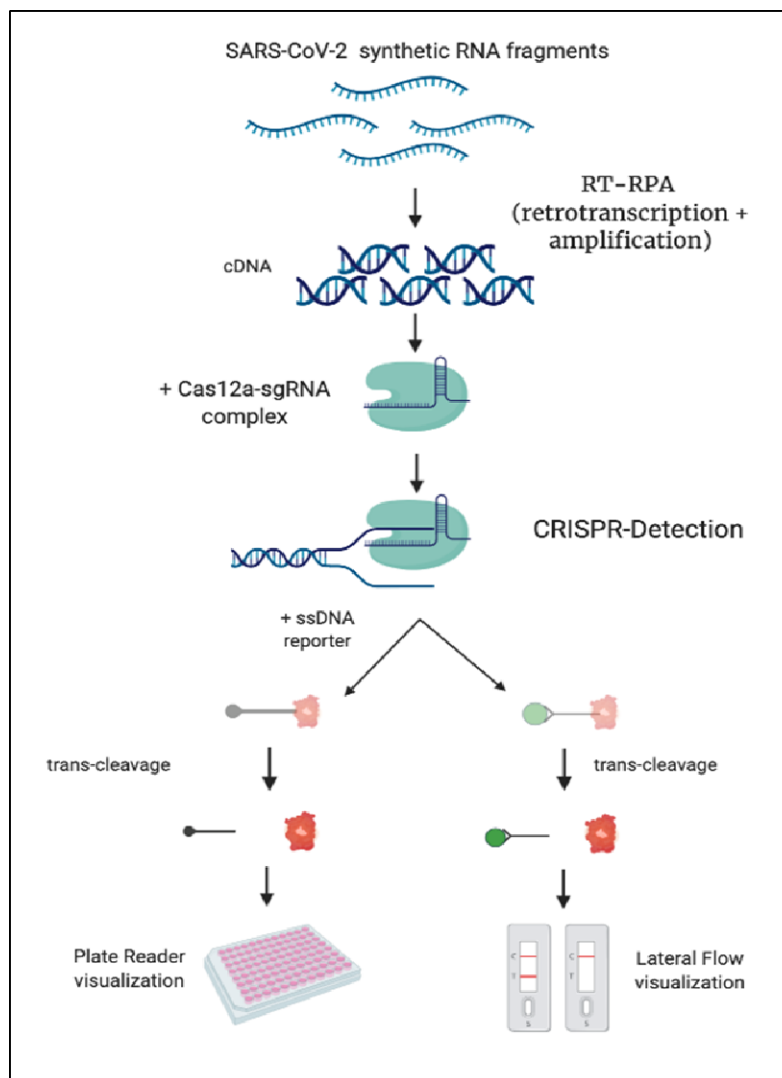 SARS-CoV-2 synthetic RNA fragments
RT-RPA
(retrotranscription +
amplification)
cDNA
+ Cas12a-sgRNA
complex
CRISPR-Detection
+ ssDNA
reporter
trans-cleavage
trans-cleavage
Plate Reader
visualization
C
T
S
C
T
S
Lateral Flow
visualization